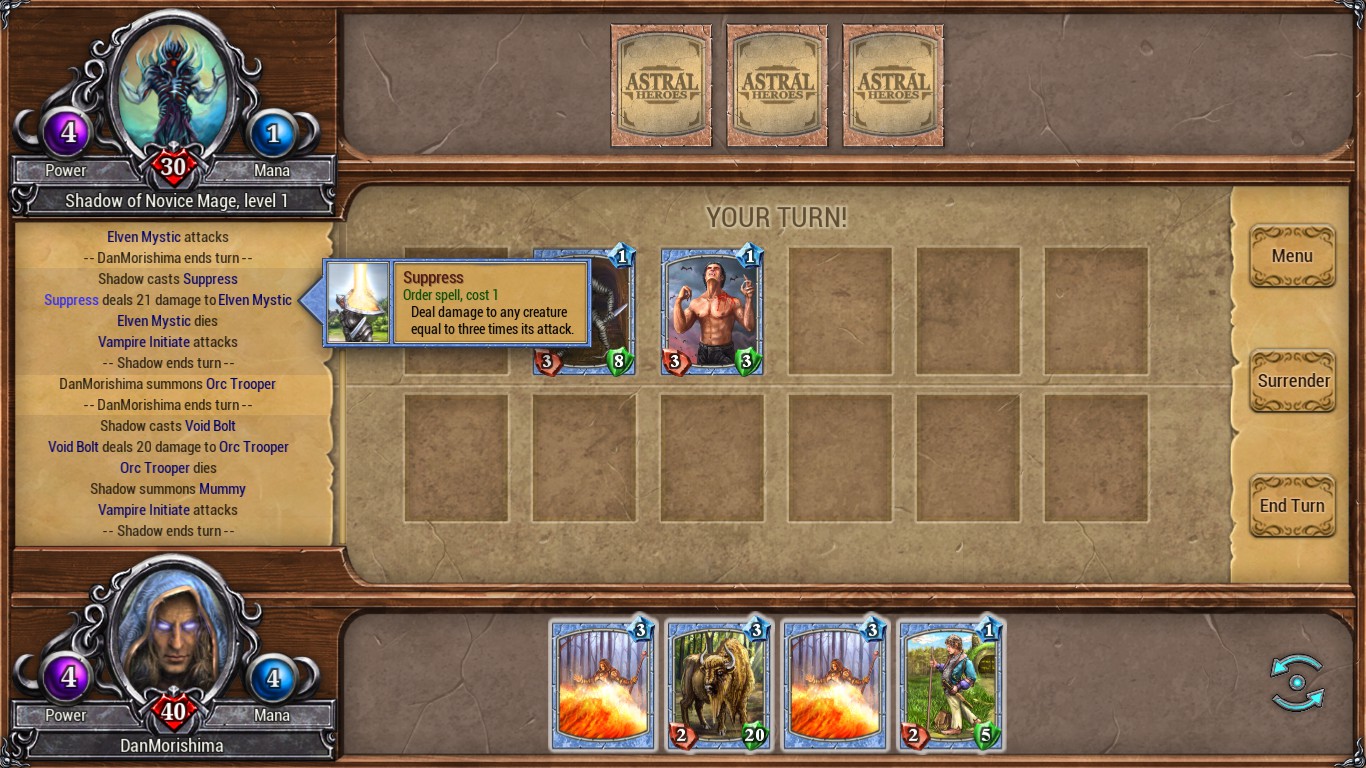 ASTRAL
HEROES
ASTRAL
HEROES
ASTRAL
HEROES
4
1
30
Power
Mana
Shadow of Novice Mage, level 1
Elven Mystic attacks
-- DanMorishima ends turn --
Shadow casts Suppress
Suppress deals 21 damage to Elven Mystic
Elven Mystic dies
Vampire Initiate attacks
-- Shadow ends turn --
DanMorishima summons Orc Trooper
-- DanMorishima ends turn --
Shadow casts Void Bolt
Void Bolt deals 20 damage to Orc Trooper
Orc Trooper dies
Shadow summons Mummy
Vampire Initiate attacks
-- Shadow ends turn --
YOUR TURN!
Suppress
Order spell, cost 1
Deal damage to any creature
equal to three times its attack.
1
3
8
1
3
3
Menu
Surrender
End Turn
4
4
40
Power
Mana
DanMorishima
3
3
2
20
3
1
2
5